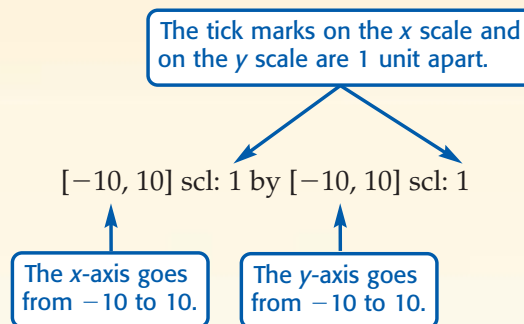 The tick marks on the x scale and
on the y scale are 1 unit apart.
[−10, 10] scl: 1 by [−10, 10] scl: 1
The x-axis goes
from −10 to 10.
The y-axis goes
from −10 to 10.